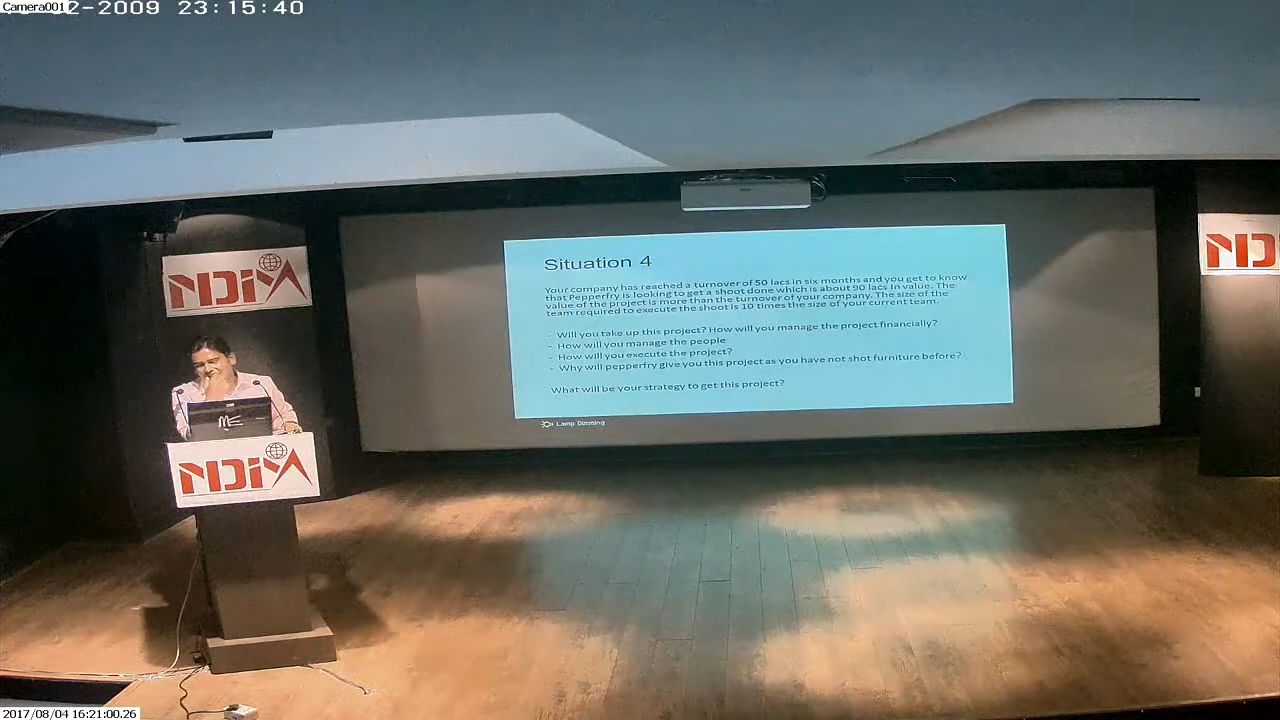 Camera001
-2009 23:15:40
NDIM
ND
Situation 4
Your company has reached a turnover of 50 lacs in six months and you get to know
that Pepperfry is looking to get a shoot done which is about 90 lacs in value. The
value of the project is more than the turnover of your company. The size of the
team required to execute the shoot is 10 times the size of your current team.
- Will you take up this project? How will you manage the project financially?
- How will you manage the people
- How will you execute the project?
- Why will pepperfry give you this project as you have not shot furniture before?
What will be your strategy to get this project?
Lamp Dimming
ME
NDIM
2017/08/04 16:21:00.26